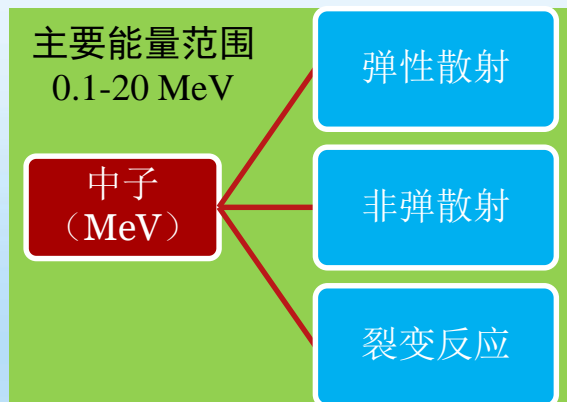 主要能量范围
0.1-20 MeV
中子
（MeV）
弹性散射
非弹散射
裂变反应